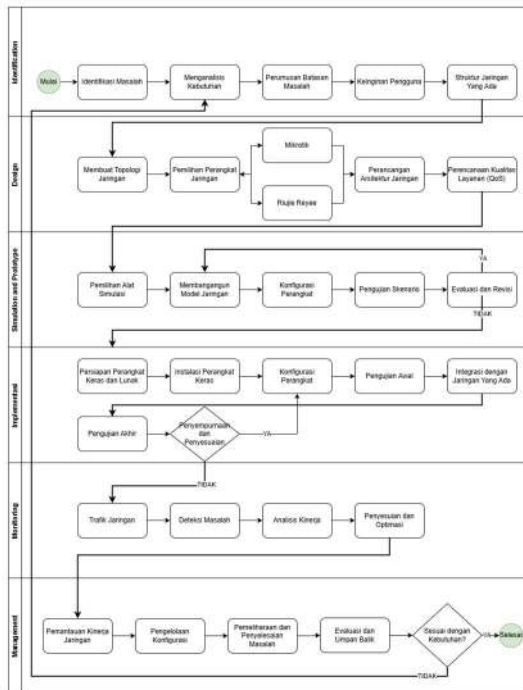 Identification
Mulai
Identifikasi Masalah
Menganalisis
Kebutuhan
Perumusan Batasan
Masalah
Keinginan Pengguna
Struktur Jaringan
Yang Ada
Design
Membuat Topologi
Jaringan
Pemilihan Perangkat
Jaringan
Mikrotik
Ruijie Reyee
Perancangan
Arsitektur Jaringan
Perencanaan Kualitas
Layanan (QoS)
Simulation and Prototype
Pemilihan Alat
Simulasi
Membangangun
Model Jaringan
Konfigurasi
Perangkat
Pengujian Skenario
Evaluasi dan Revisi
YA
TIDAK
Implementasi
Persiapan Perangkat
Keras dan Lunak
Instalasi Perangkat
Keras
Konfigurasi
Perangkat
Pengujian Awal
Integrasi dengan
Jaringan Yang Ada
Pengujian Akhir
Penyempurnaan
dan
Penyesuaian
YA
TIDAK
Monitoring
Trafik Jaringan
Deteksi Masalah
Analisis Kinerja
Penyesuian dan
Optimasi
Management
Pemantauan Kinerja
Jaringan
Pengelolaan
Konfigurasi
Pemeliharaan dan
Penyelesaian
Masalah
Evaluasi dan
Umpan Balik
Sesuai dengan
Kebutuhan?
YA
Selesai
TIDAK